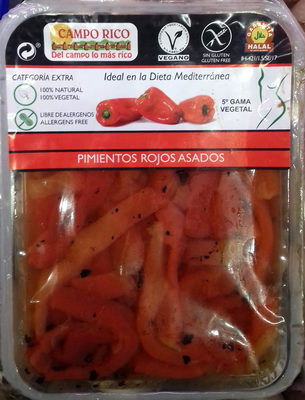 CAMPO RICO
Del campo lo más rico
VEGANO
SIN GLUTEN
GLUTEN FREE
HALAL
CATEGORÍA EXTRA
Ideal en la Dieta Mediterránea
100% NATURAL
100% VEGETAL
5ª GAMA
VEGETAL
LIBRE DE ALERGENOS
ALLERGENS FREE
PIMIENTOS ROJOS ASADOS